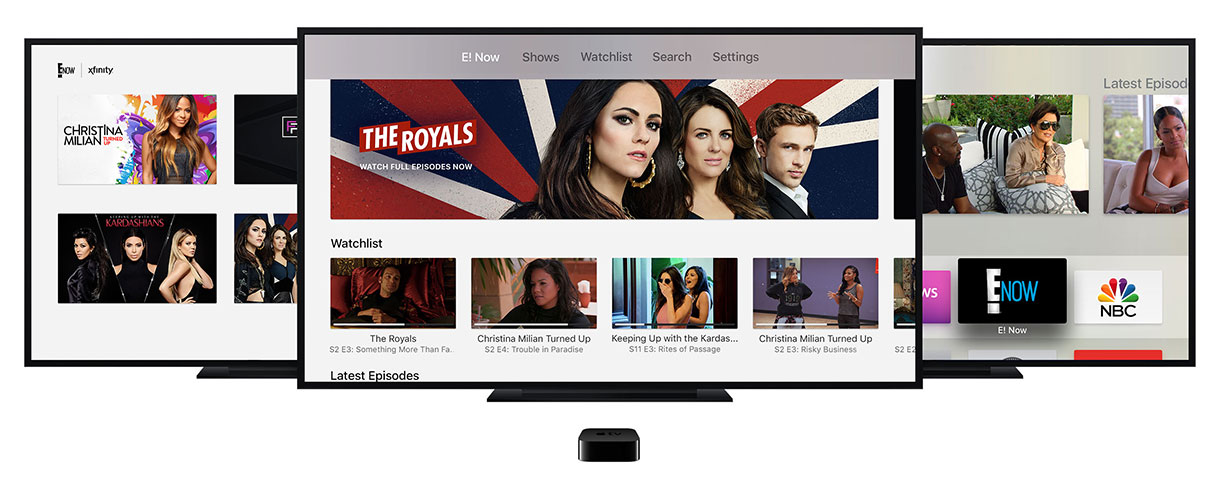 E! NOW | xfinity
CHRISTINA
MILIAN TURNED
UP
KEEPING UP WITH THE
KARDASHIANS
E! Now Shows Watchlist Search Settings
THE ROYALS
WATCH FULL EPISODES NOW
Watchlist
The Royals
S2 E3: Something More Than Fa..
Christina Milian Turned Up
S2 E4: Trouble in Paradise
Keeping Up with the Kardas...
S11 E3: Rites of Passage
Christina Milian Turned Up
S2 E3: Risky Business
S2 E
Latest Episodes
tv
Latest Episod
WS
E! NOW
NBC
E! Now